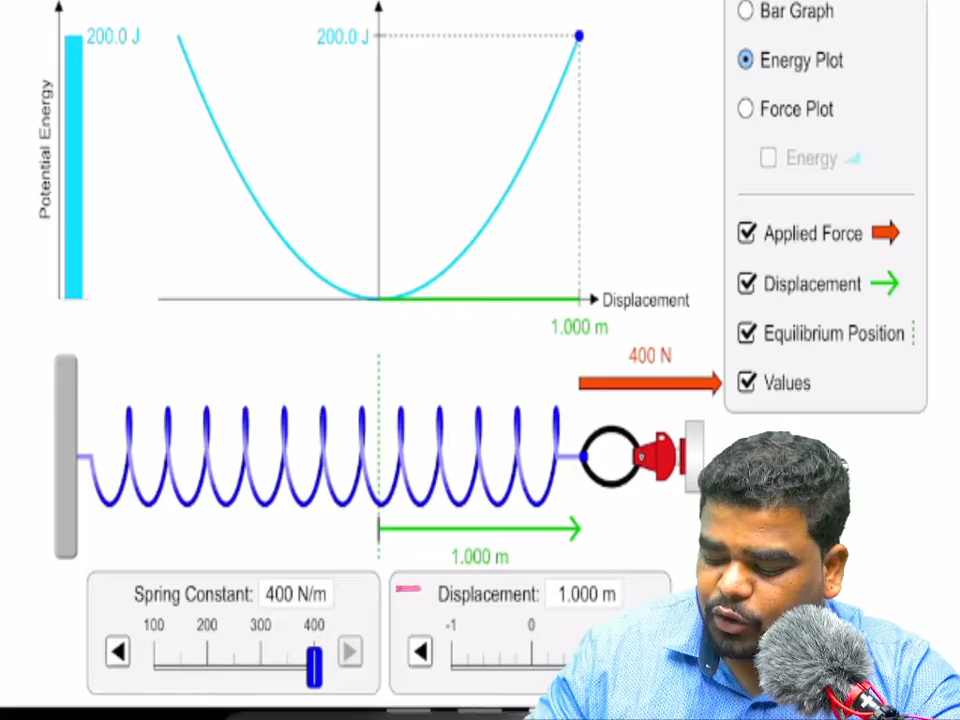 200.0 J
200.0 J
Potential Energy
Displacement
1.000 m
Bar Graph
Energy Plot
Force Plot
Energy
Applied Force
Displacement
Equilibrium Position
Values
400 N
1.000 m
Spring Constant: 400 N/m
100 200 300 400
Displacement: 1.000 m
-1 0